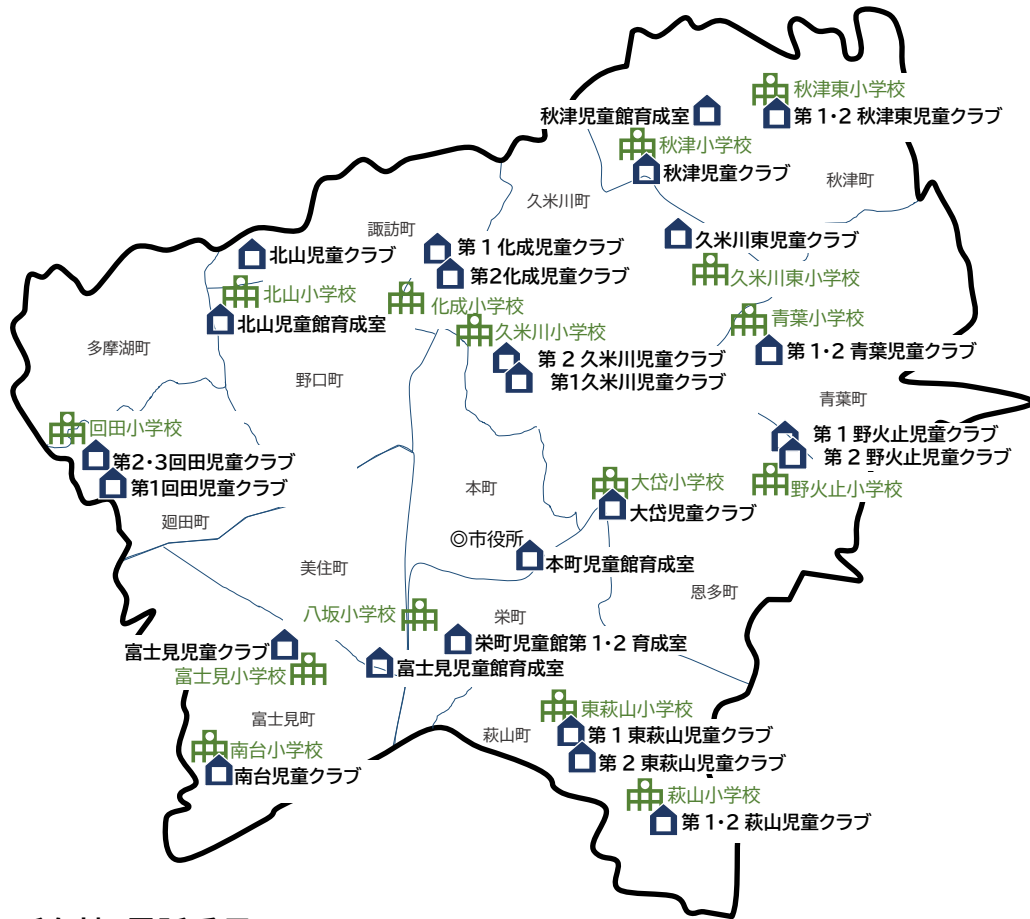 秋津東小学校
秋津児童館育成室
第1・2 秋津東児童クラブ
秋津小学校
秋津児童クラブ
秋津町
久米川町
諏訪町
久米川東児童クラブ
第1化成児童クラブ
北山児童クラブ
第2化成児童クラブ
久米川東小学校
北山小学校
化成小学校
青葉小学校
北山児童館育成室
久米川小学校
多摩湖町
第1・2 青葉児童クラブ
第2久米川児童クラブ
野口町
第1久米川児童クラブ
青葉町
回田小学校
第1野火止児童クラブ
第2・3回田児童クラブ
第2野火止児童クラブ
大岱小学校
第1回田児童クラブ
本町
野火止小学校
大岱児童クラブ
廻田町
◎市役所
本町児童館育成室
美住町
恩多町
八坂小学校
栄町
富士見児童クラブ
栄町児童館第1・2 育成室
富士見児童館育成室
富士見小学校
東萩山小学校
富士見町
萩山町
第1東萩山児童クラブ
南台小学校
第2東萩山児童クラブ
南台児童クラブ
萩山小学校
第1・2 萩山児童クラブ